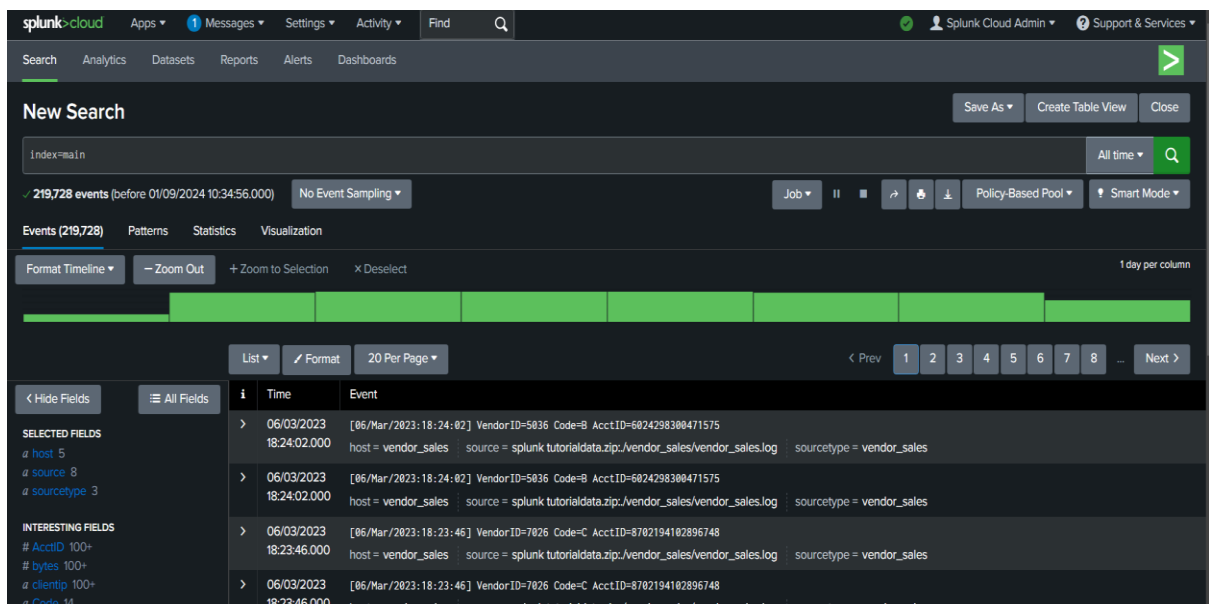 splunk>cloud Apps ▾ 1 Messages ▾ Settings ▾ Activity ▾ Find Splunk Cloud Admin ▾ ? Support & Services ▾
Search Analytics Datasets Reports Alerts Dashboards >
New Search Save As ▾ Create Table View Close
index=main All time ▾
✓ 219,728 events (before 01/09/2024 10:34:56.000) No Event Sampling ▾ Job ▾ Policy-Based Pool ▾ Smart Mode ▾
Events (219,728) Patterns Statistics Visualization
Format Timeline ▾ — Zoom Out + Zoom to Selection × Deselect 1 day per column
List ▾ Format 20 Per Page ▾ < Prev 1 2 3 4 5 6 7 8 ... Next >
< Hide Fields All Fields i Time Event
SELECTED FIELDS
a host 5
a source 8
a sourcetype 3
INTERESTING FIELDS
# AcctID 100+
# bytes 100+
a clientip 100+
a Code 14
> 06/03/2023 [06/Mar/2023:18:24:02] VendorID=5036 Code=B AcctID=6024298300471575
18:24:02.000 host = vendor_sales source = splunk tutorialdata.zip:./vendor_sales/vendor_sales.log sourcetype = vendor_sales
> 06/03/2023 [06/Mar/2023:18:24:02] VendorID=5036 Code=B AcctID=6024298300471575
18:24:02.000 host = vendor_sales source = splunk tutorialdata.zip:./vendor_sales/vendor_sales.log sourcetype = vendor_sales
> 06/03/2023 [06/Mar/2023:18:23:46] VendorID=7026 Code=C AcctID=8702194102896748
18:23:46.000 host = vendor_sales source = splunk tutorialdata.zip:./vendor_sales/vendor_sales.log sourcetype = vendor_sales
> 06/03/2023 [06/Mar/2023:18:23:46] VendorID=7026 Code=C AcctID=8702194102896748
18:23:46.000